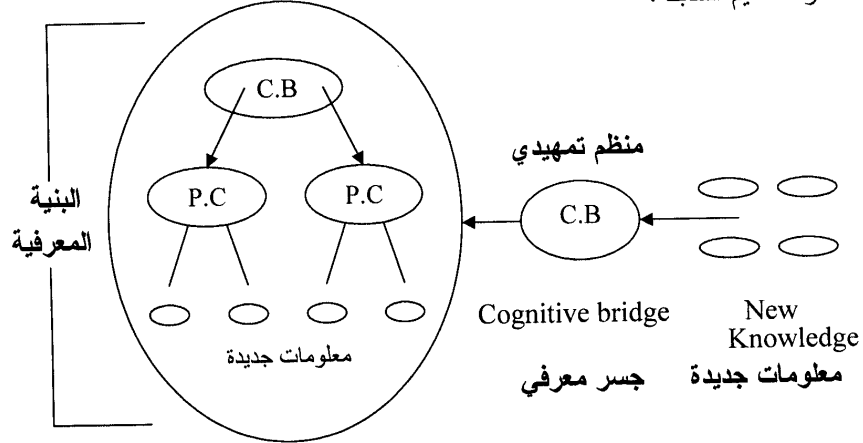 C.B
منظم تمهيدي
P.C
P.C
C.B
البنية
المعرفية
معلومات جديدة
Cognitive bridge
جسر معرفي
New
Knowledge
معلومات جديدة